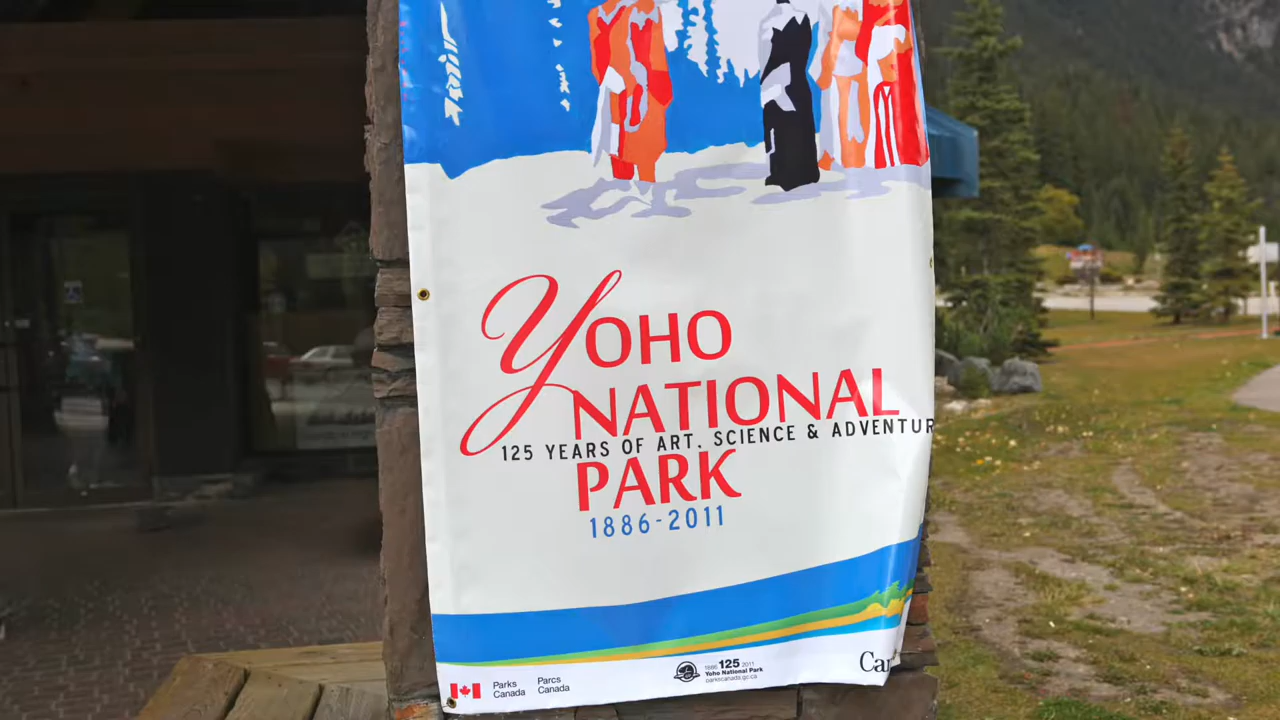 YOHO
NATIONAL
125 YEARS OF ART, SCIENCE & ADVENTUR
PARK
1886-2011
Parks Canada
Parcs Canada
1886 125 2011
Yoho National Park
parkscanada.gc.ca
Can